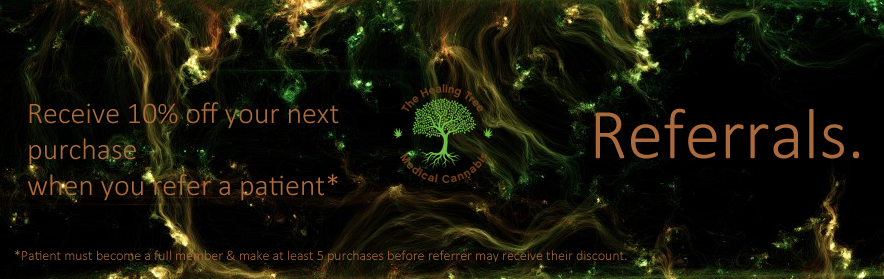 Receive 10% off your next
purchase
when you refer a patient*
The Healing Tree
Medical Cannabis
Referrals.
*Patient must become a full member & make at least 5 purchases before referrer may receive their discount.